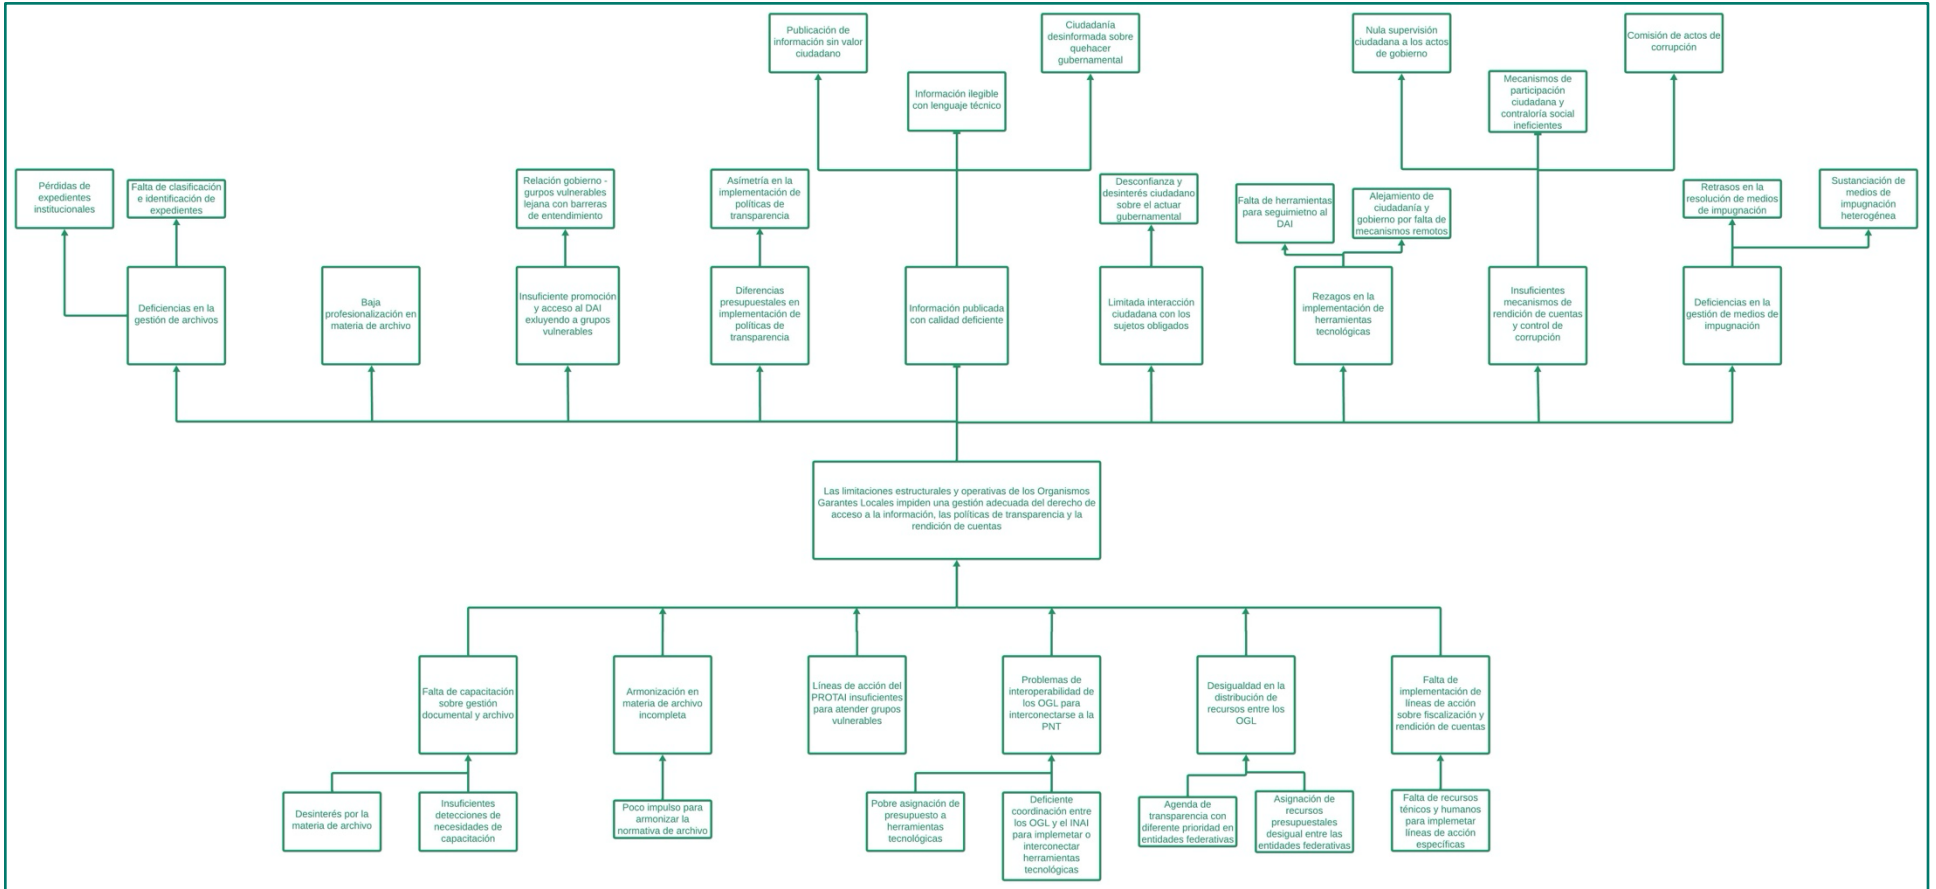 Publicación de
información sin valor
ciudadano
Ciudadanía
desinformada sobre
quehacer
gubernamental
Nula supervisión
ciudadana a los actos
de gobierno
Comisión de actos de
corrupción
Información ilegible
con lenguaje técnico
Mecanismos de
participación
ciudadana y
contraloría social
ineficientes
Pérdidas de
expedientes
institucionales
Falta de clasificación
e identificación de
expedientes
Relación gobierno -
gurpos vulnerables
lejana con barreras
de entendimiento
Asímetría en la
implementación de
políticas de
transparencia
Desconfianza y
desinterés ciudadano
sobre el actuar
gubernamental
Falta de herramientas
para seguimietno al
DAI
Alejamiento de
ciudadanía y
gobierno por falta de
mecanismos remotos
Retrasos en la
resolución de medios
de impugnación
Sustanciación de
medios de
impugnación
heterogénea
Deficiencias en la
gestión de archivos
Baja
profesionalización en
materia de archivo
Insuficiente promoción
y acceso al DAI
exluyendo a grupos
vulnerables
Diferencias
presupuestales en
implementación de
políticas de
transparencia
Información publicada
con calidad deficiente
Limitada interacción
ciudadana con los
sujetos obligados
Rezagos en la
implementación de
herramientas
tecnológicas
Insuficientes
mecanismos de
rendición de cuentas
y control de
corrupción
Deficiencias en la
gestión de medios de
impugnación
Las limitaciones estructurales y operativas de los Organismos
Garantes Locales impiden una gestión adecuada del derecho de
acceso a la información, las políticas de transparencia y la
rendición de cuentas
Falta de capacitación
sobre gestión
documental y archivo
Armonización en
materia de archivo
incompleta
Líneas de acción del
PROTAI insuficientes
para atender grupos
vulnerables
Problemas de
interoperabilidad de
los OGL para
interconectarse a la
PNT
Desigualdad en la
distribución de
recursos entre los
OGL
Falta de
implementación de
líneas de acción
sobre fiscalización y
rendición de cuentas
Desinterés por la
materia de archivo
Insuficientes
detecciones de
necesidades de
capacitación
Poco impulso para
armonizar la
normativa de archivo
Pobre asignación de
presupuesto a
herramientas
tecnológicas
Deficiente
coordinación entre
los OGL y el INAI
para implemetar o
interconectar
herramientas
tecnológicas
Agenda de
transparencia con
diferente prioridad en
entidades federativas
Asignación de
recursos
presupuestales
desigual entre las
entidades federativas
Falta de recursos
ténicos y humanos
para implemetar
líneas de acción
específicas